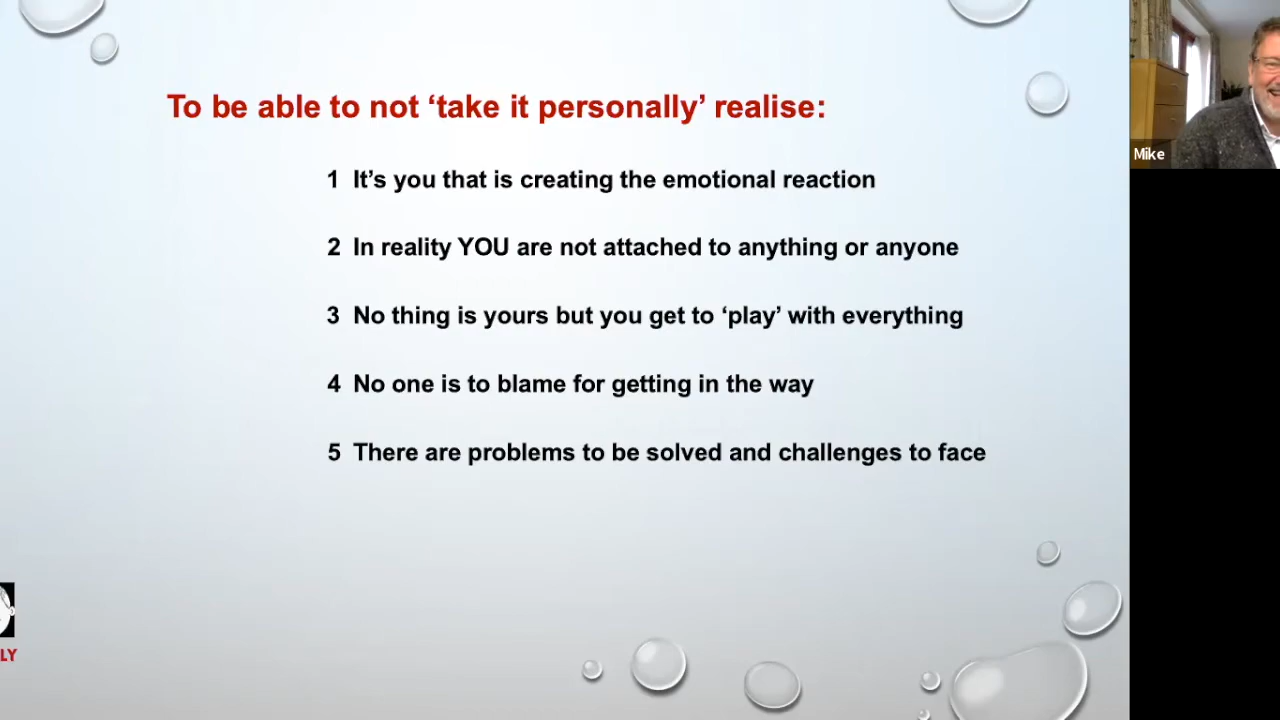 To be able to not ‘take it personally’ realise:
1 It’s you that is creating the emotional reaction
2 In reality YOU are not attached to anything or anyone
3 No thing is yours but you get to ‘play’ with everything
4 No one is to blame for getting in the way
5 There are problems to be solved and challenges to face
Mike
LY